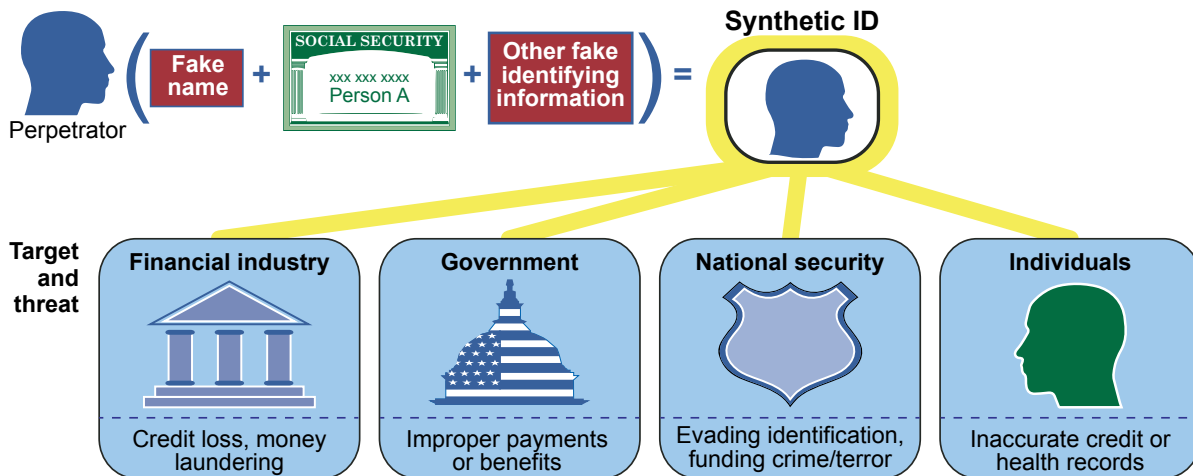 Synthetic ID
Perpetrator
Fake
name
+
SOCIAL SECURITY
xxx xxx xxxx
Person A
+
Other fake
identifying
information
=
Target
and
threat
Financial industry
Credit loss, money
laundering
Government
Improper payments
or benefits
National security
Evading identification,
funding crime/terror
Individuals
Inaccurate credit or
health records